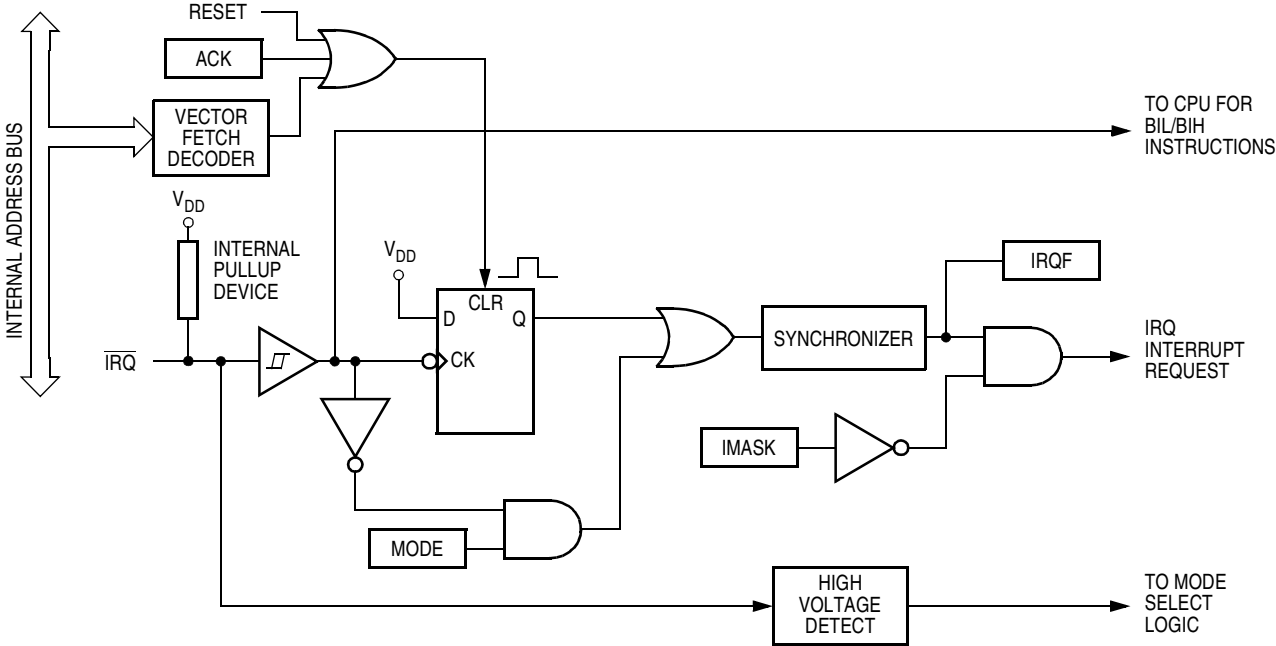 RESET
ACK
VECTOR
FETCH
DECODER
INTERNAL ADDRESS BUS
TO CPU FOR
BIL/BIH
INSTRUCTIONS
VDD
INTERNAL
PULLUP
DEVICE
VDD
CLR
D
Q
CK
IRQ
SYNCHRONIZER
IRQF
IRQ
INTERRUPT
REQUEST
IMASK
MODE
HIGH
VOLTAGE
DETECT
TO MODE
SELECT
LOGIC